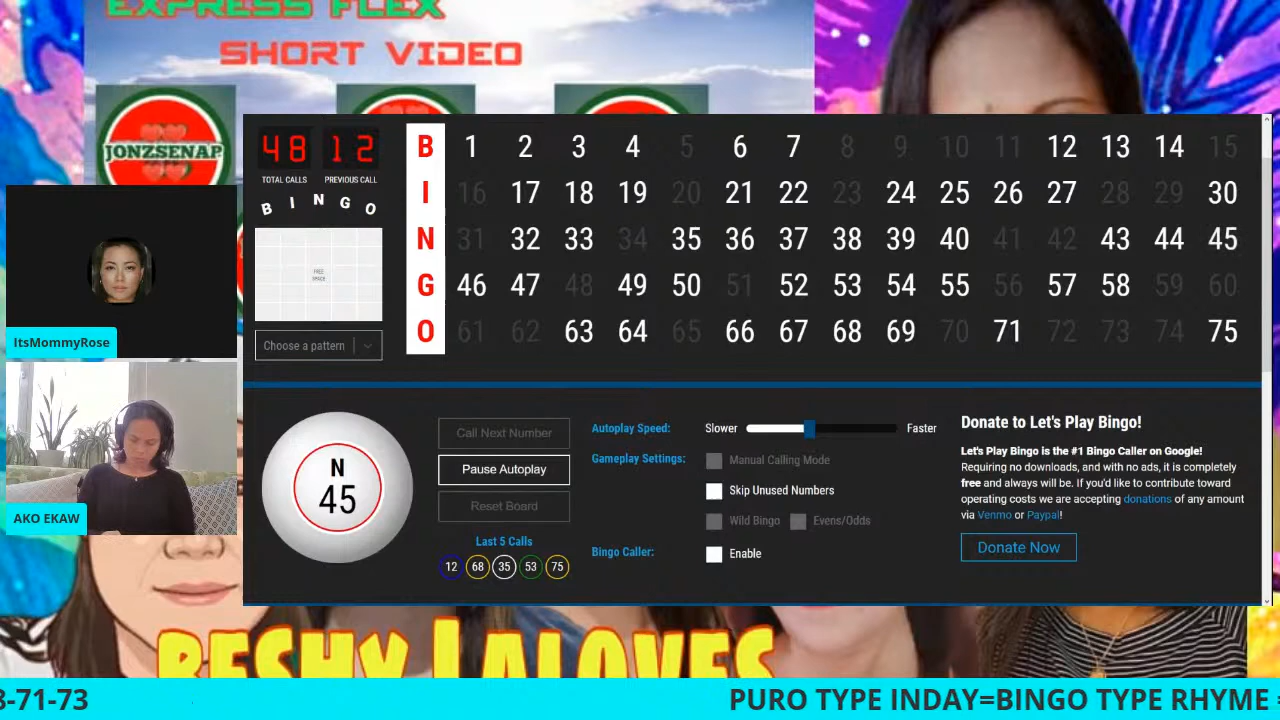 EXPRESS FLEX
SHORT VIDEO
JONZSENAP
48 12
TOTAL CALLS PREVIOUS CALL
B I N G O
FREE SPACE
Choose a pattern
B 1 2 3 4 5 6 7 8 9 10 11 12 13 14 15
I 16 17 18 19 20 21 22 23 24 25 26 27 28 29 30
N 31 32 33 34 35 36 37 38 39 40 41 42 43 44 45
G 46 47 48 49 50 51 52 53 54 55 56 57 58 59 60
O 61 62 63 64 65 66 67 68 69 70 71 72 73 74 75
ItsMommyRose
AKO EKAW
N
45
Call Next Number
Pause Autoplay
Reset Board
Last 5 Calls
12 68 35 53 75
Autoplay Speed: Slower Faster
Gameplay Settings: Manual Calling Mode
Skip Unused Numbers
Wild Bingo Evens/Odds
Bingo Caller: Enable
Donate to Let's Play Bingo!
Let's Play Bingo is the #1 Bingo Caller on Google!
Requiring no downloads, and with no ads, it is completely
free and always will be. If you'd like to contribute toward
operating costs we are accepting donations of any amount
via Venmo or Paypal!
Donate Now
BESHY LALOVES
8-71-73 PURO TYPE INDAY=BINGO TYPE RHYME =